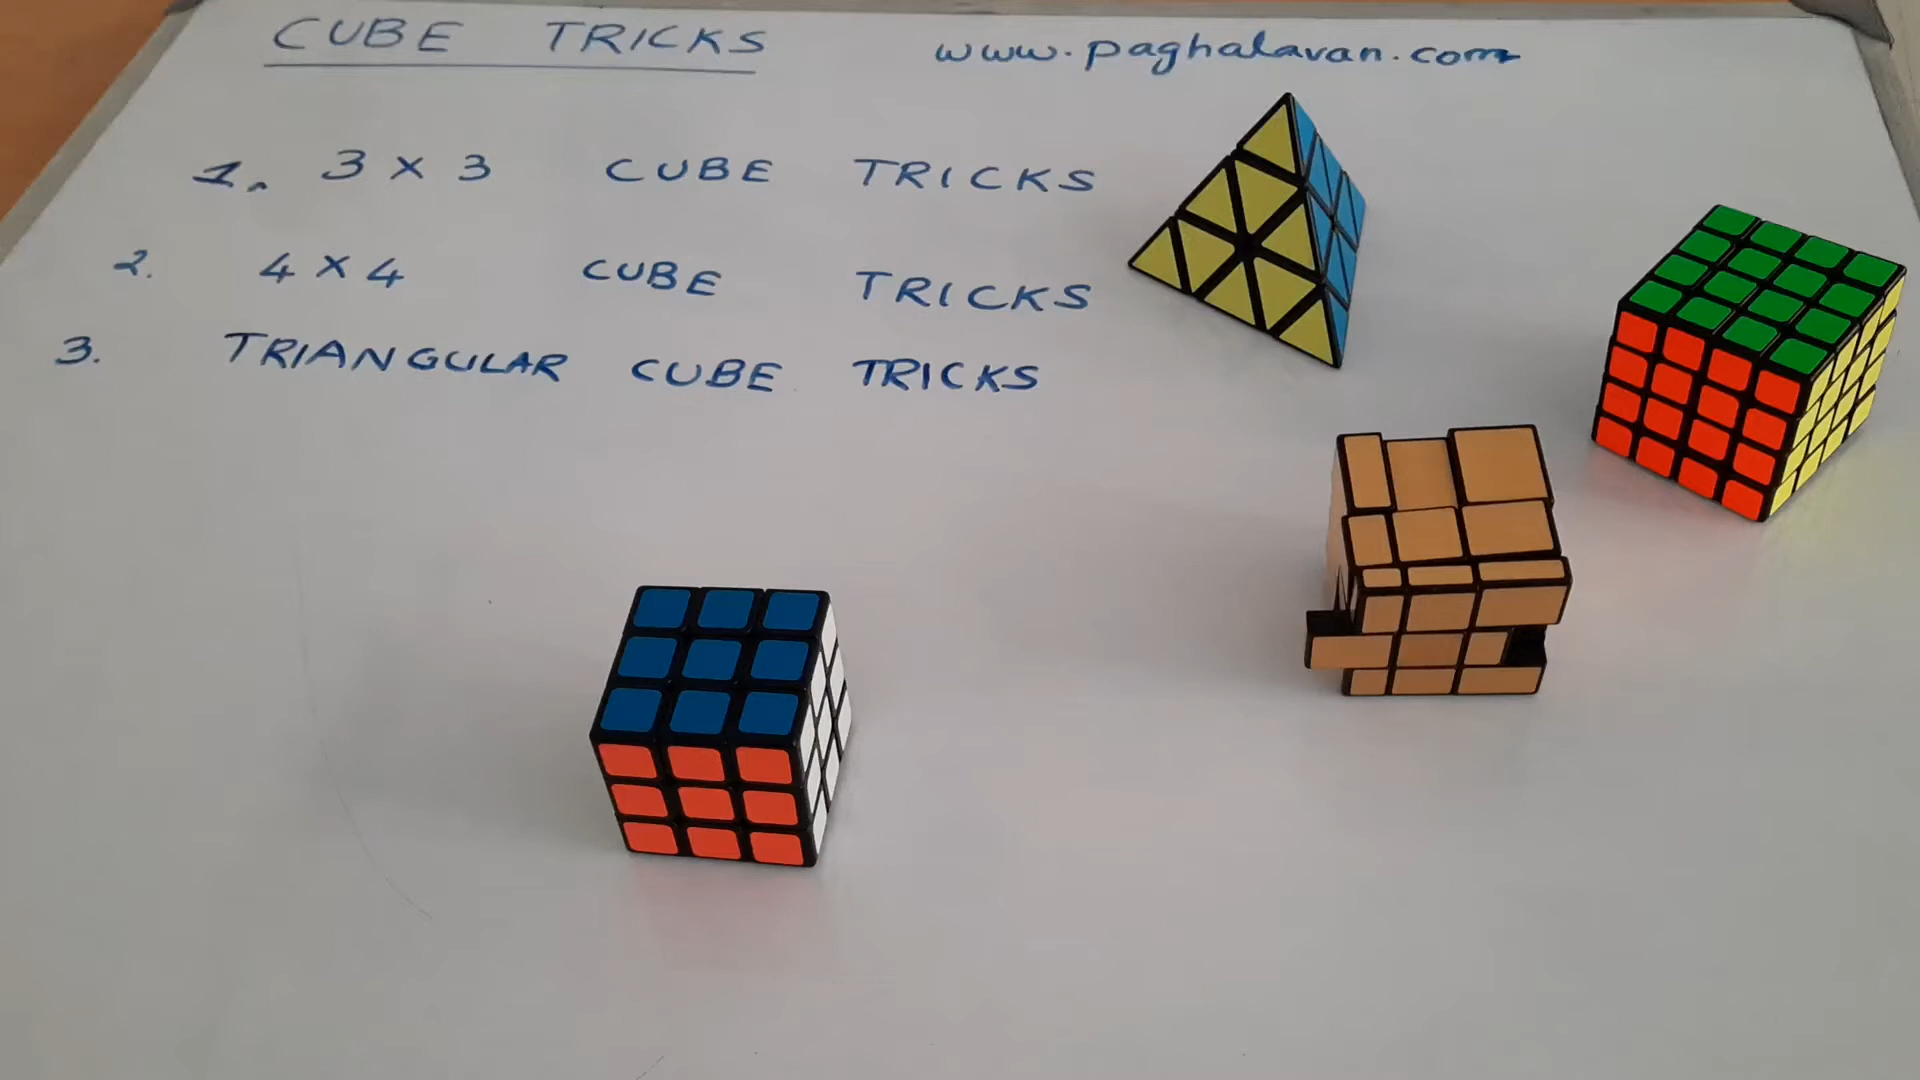 CUBE TRICKS www.paghalavan.com
1. 3 x 3 CUBE TRICKS
2. 4 x 4 CUBE TRICKS
3. TRIANGULAR CUBE TRICKS